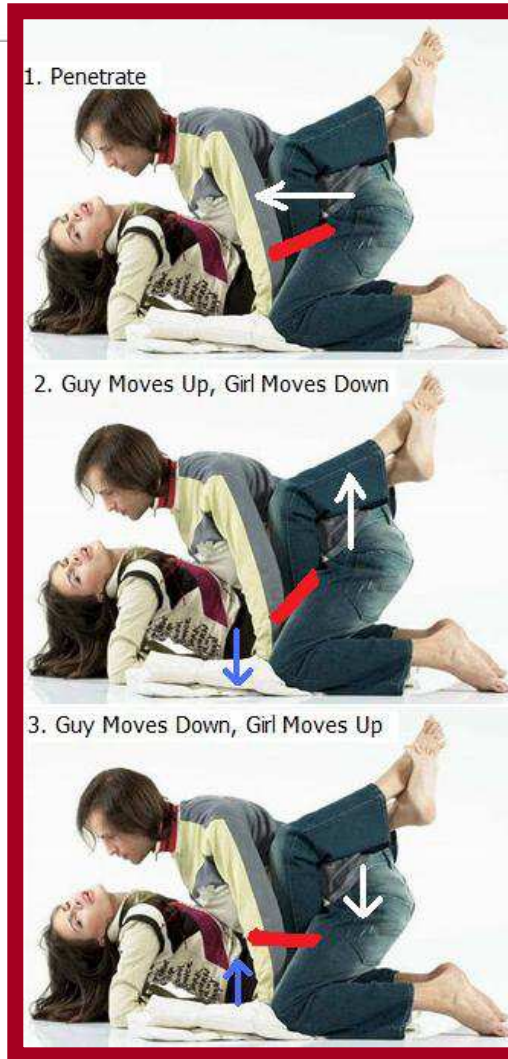 1. Penetrate
2. Guy Moves Up, Girl Moves Down
3. Guy Moves Down, Girl Moves Up